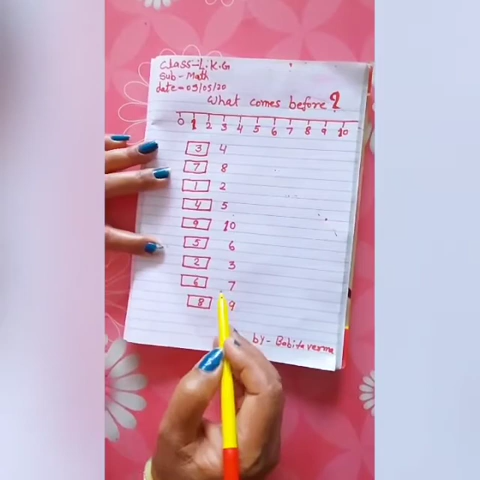 Class-L.K.G
Sub- Math
date=09/05/20
What comes before?
0 1 2 3 4 5 6 7 8 9 10
3 4
7 8
1 2
4 5
9 10
5 6
2 3
6 7
8 9
by- Babita verma